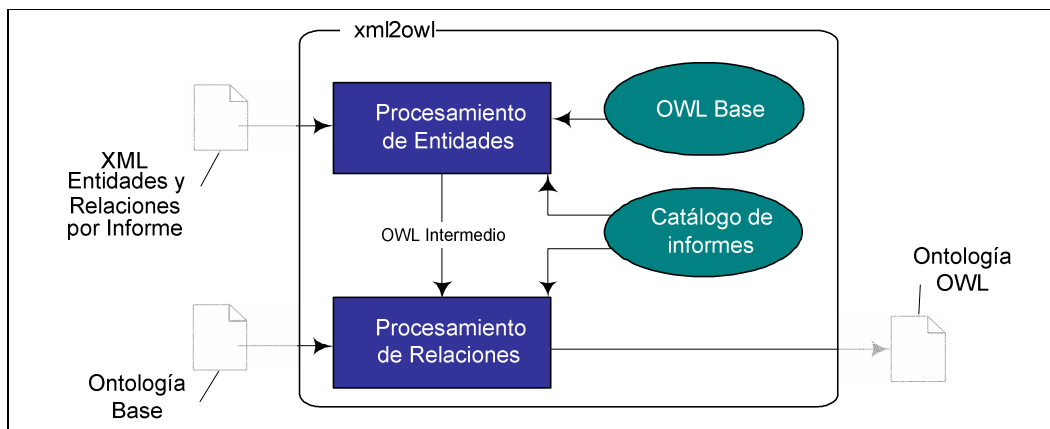 xml2owl
Procesamiento
de Entidades
OWL Base
XML
Entidades y
Relaciones
por Informe
Catálogo de
informes
OWL Intermedio
Ontología
OWL
Procesamiento
de Relaciones
Ontología
Base